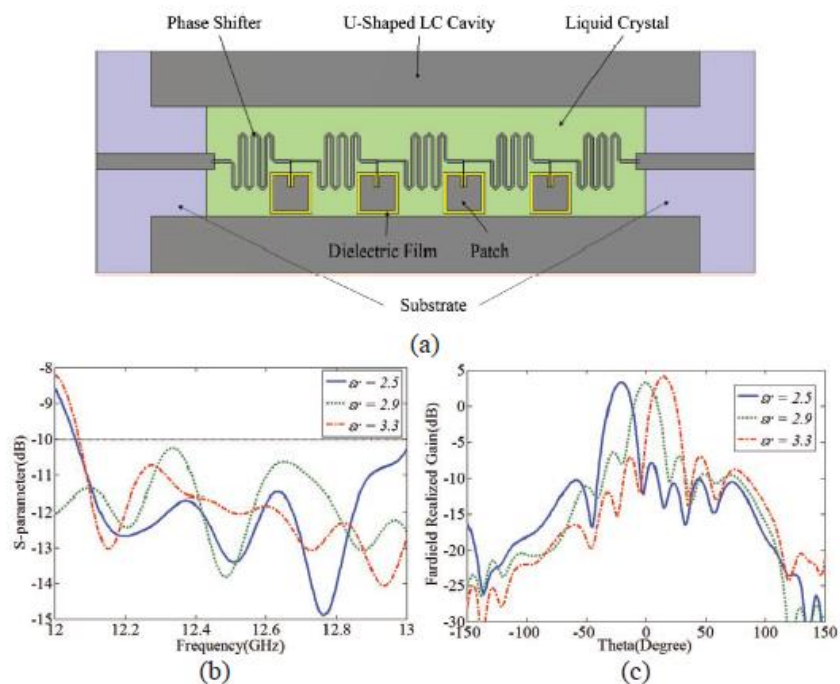 Phase Shifter U-Shaped LC Cavity Liquid Crystal
Dielectric Film Patch
Substrate
(a)
-8
-9
-10
-11
-12
-13
-14
-15
S-parameter(dB)
εr = 2.5
εr = 2.9
εr = 3.3
12 12.2 12.4 12.6 12.8 13
Frequency(GHz)
(b)
5
0
-5
-10
-15
-20
-25
-30
Fardield Realized Gain(dB)
εr = 2.5
εr = 2.9
εr = 3.3
-150 -100 -50 0 50 100 150
Theta(Degree)
(c)